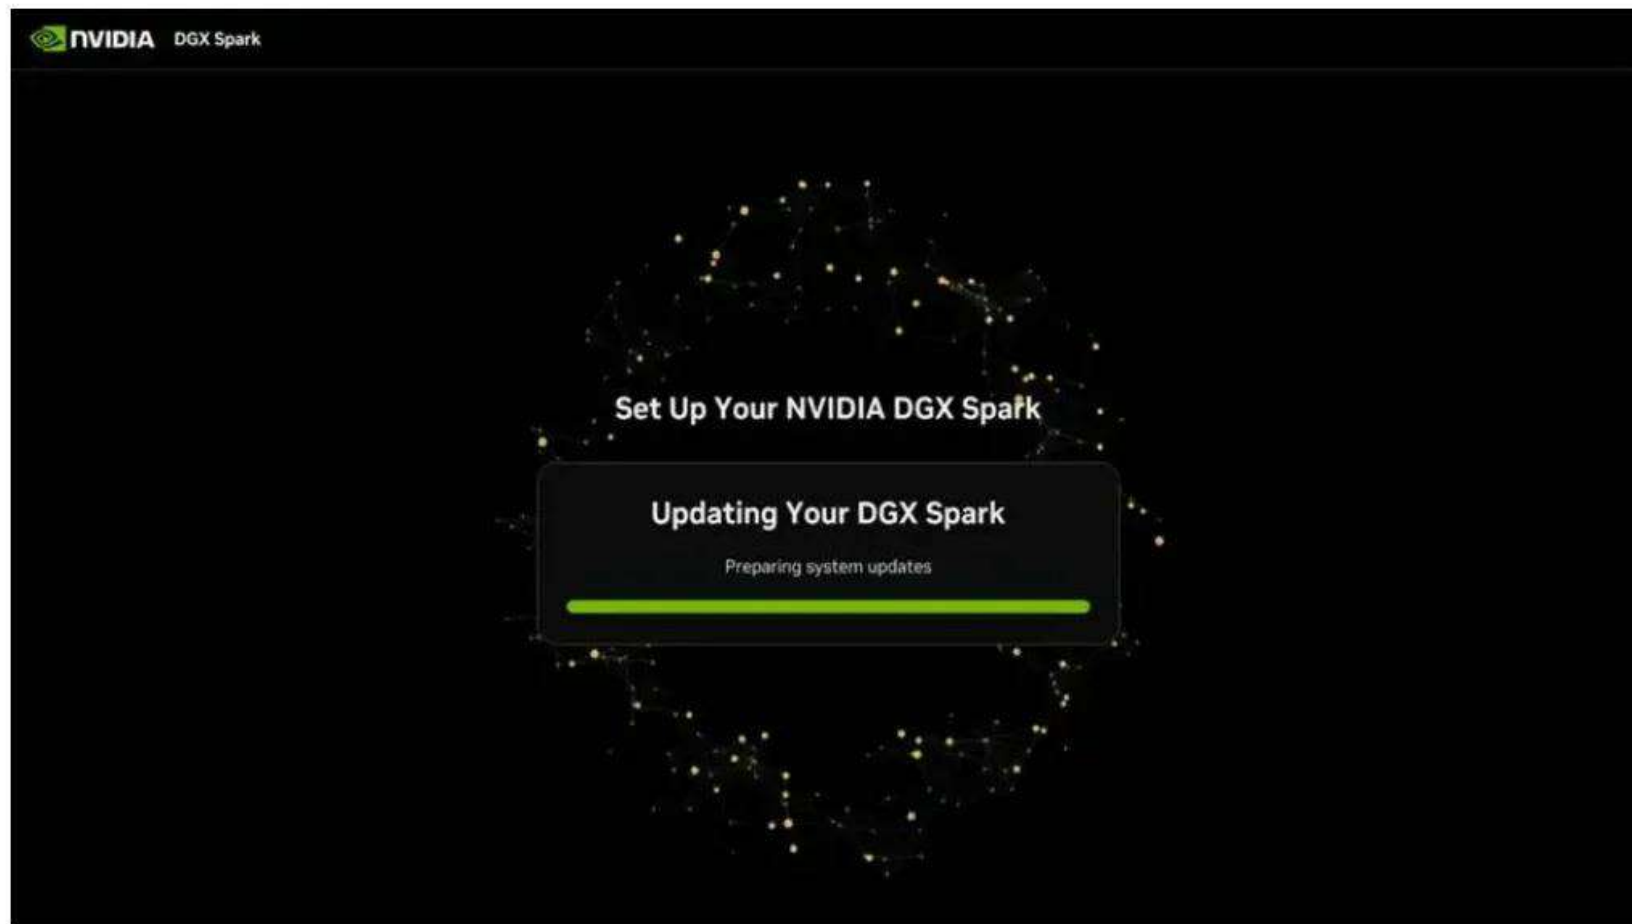 NVIDIA DGX Spark
Set Up Your NVIDIA DGX Spark
Updating Your DGX Spark
Preparing system updates